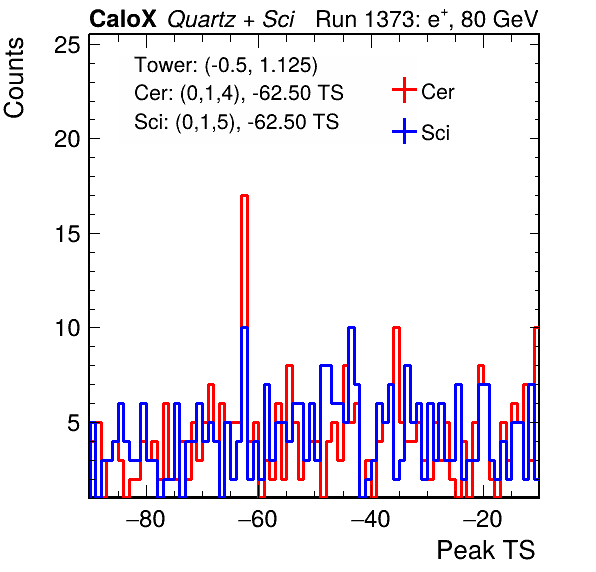 CaloX Quartz + Sci Run 1373: e⁺, 80 GeV
Counts
25
20
15
10
5
Tower: (-0.5, 1.125)
Cer: (0,1,4), -62.50 TS
Sci: (0,1,5), -62.50 TS
Cer
Sci
−80 −60 −40 −20
Peak TS